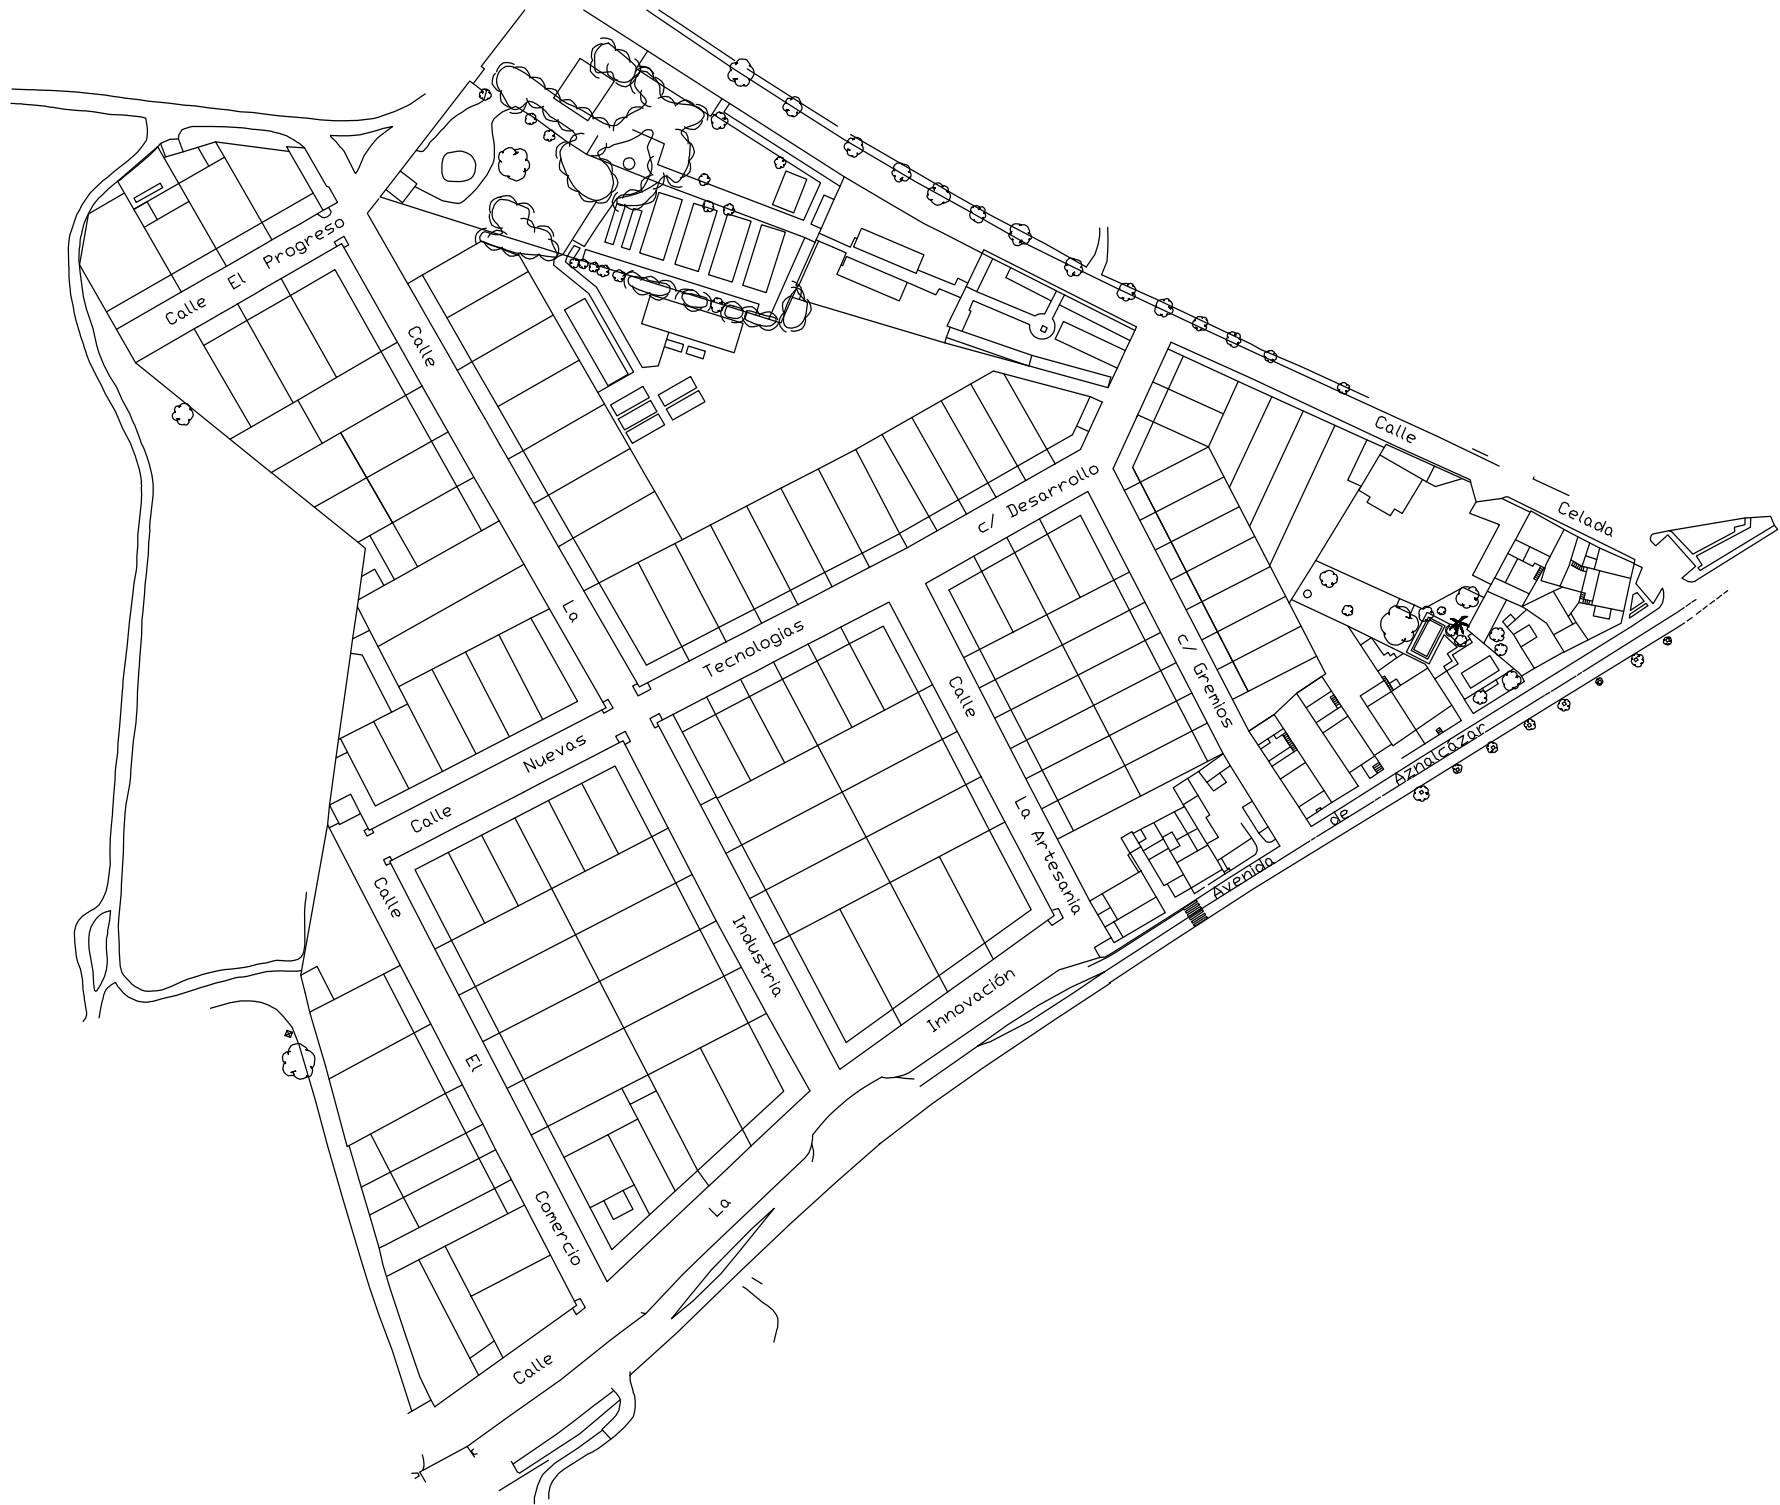 Calle El Progreso
Calle La Industria
Calle Celada
c/ Desarrollo
Calle Nuevas Tecnologías
c/ Gremios
Calle La Artesanía
Avenida de Aznalcázar
Calle El Comercio
Calle La Innovación